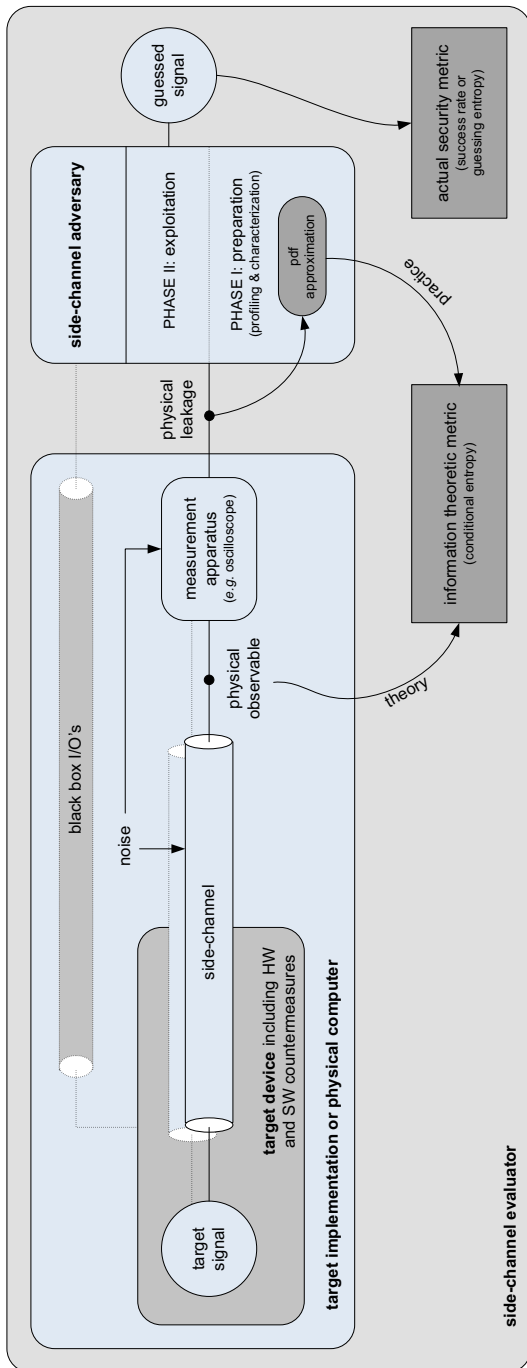 target
signal
target device including HW
and SW countermeasures
side-channel
noise
black box I/O's
physical
observable
measurement
apparatus
(e.g. oscilloscope)
physical
leakage
target implementation or physical computer
side-channel adversary
PHASE II: exploitation
PHASE I: preparation
(profiling & characterization)
pdf
approximation
guessed
signal
theory
practice
information theoretic metric
(conditional entropy)
actual security metric
(success rate or
guessing entropy)
side-channel evaluator